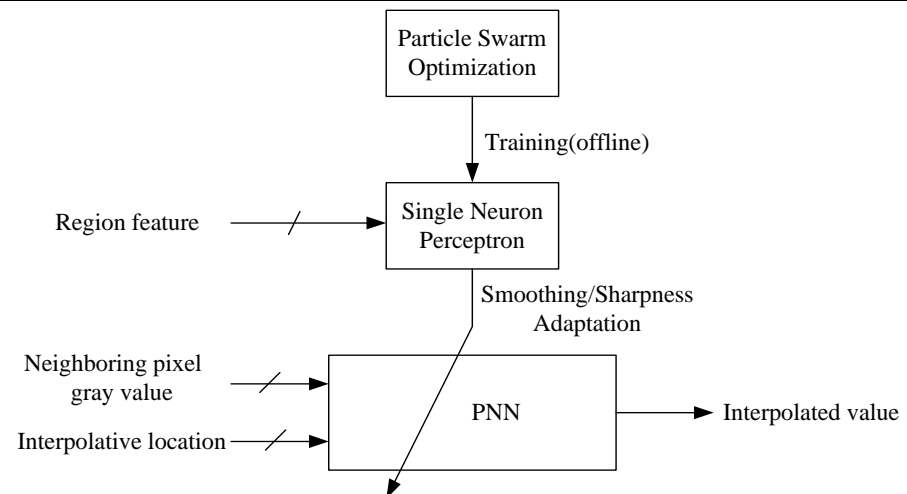 Particle Swarm
Optimization
Training(offline)
Region feature
Single Neuron
Perceptron
Smoothing/Sharpness
Adaptation
Neighboring pixel
gray value
PNN
Interpolated value
Interpolative location